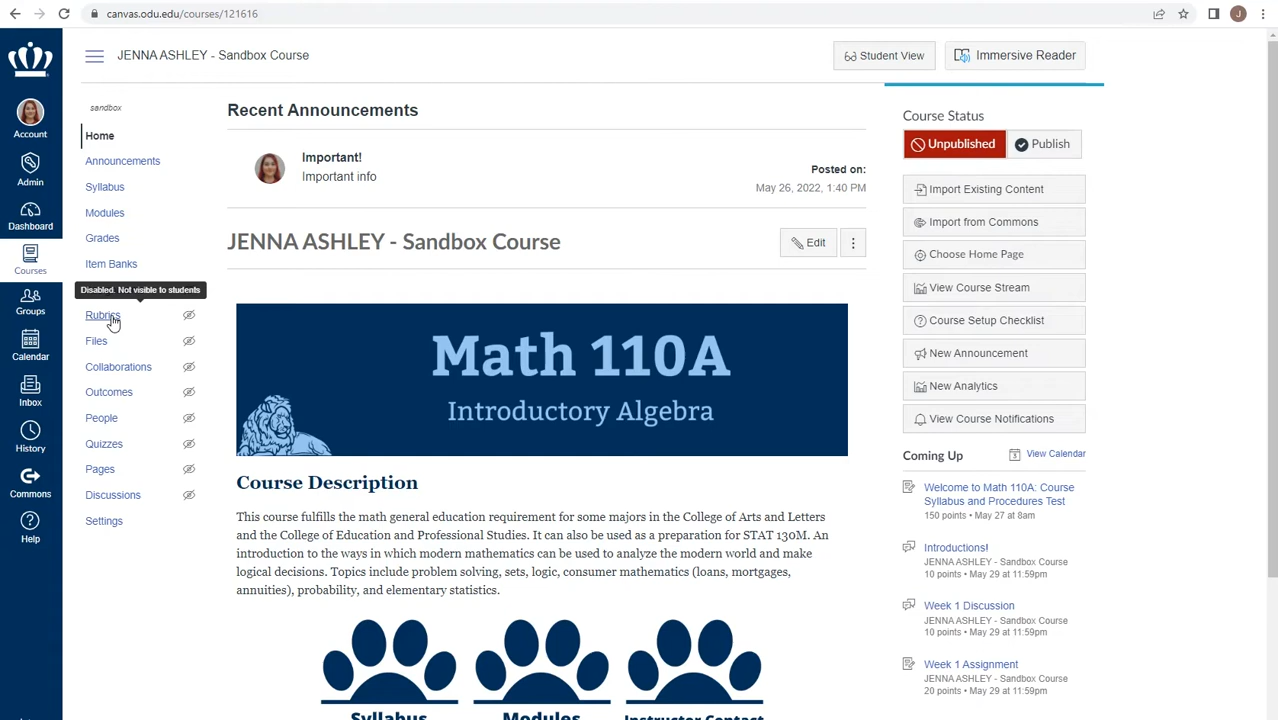 canvas.odu.edu/courses/121616
J
JENNA ASHLEY - Sandbox Course
Student View
Immersive Reader
Account
Admin
Dashboard
Courses
Groups
Calendar
Inbox
History
Commons
Help
sandbox
Home
Announcements
Syllabus
Modules
Grades
Item Banks
Disabled. Not visible to students
Rubrics
Files
Collaborations
Outcomes
People
Quizzes
Pages
Discussions
Settings
Recent Announcements
Important!
Important info
Posted on:
May 26, 2022, 1:40 PM
JENNA ASHLEY - Sandbox Course
Edit
Math 110A
Introductory Algebra
Course Description
This course fulfills the math general education requirement for some majors in the College of Arts and Letters
and the College of Education and Professional Studies. It can also be used as a preparation for STAT 130M. An
introduction to the ways in which modern mathematics can be used to analyze the modern world and make
logical decisions. Topics include problem solving, sets, logic, consumer mathematics (loans, mortgages,
annuities), probability, and elementary statistics.
Syllabus
Modules
Instructor Contact
Course Status
Unpublished
Publish
Import Existing Content
Import from Commons
Choose Home Page
View Course Stream
Course Setup Checklist
New Announcement
New Analytics
View Course Notifications
Coming Up
View Calendar
Welcome to Math 110A: Course
Syllabus and Procedures Test
150 points • May 27 at 8am
Introductions!
JENNA ASHLEY - Sandbox Course
10 points • May 29 at 11:59pm
Week 1 Discussion
JENNA ASHLEY - Sandbox Course
10 points • May 29 at 11:59pm
Week 1 Assignment
JENNA ASHLEY - Sandbox Course
20 points • May 29 at 11:59pm